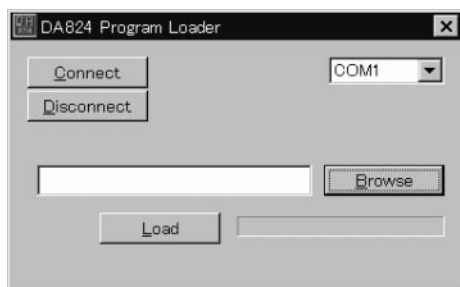 DA824 Program Loader
Connect
COM1
Disconnect
Browse
Load